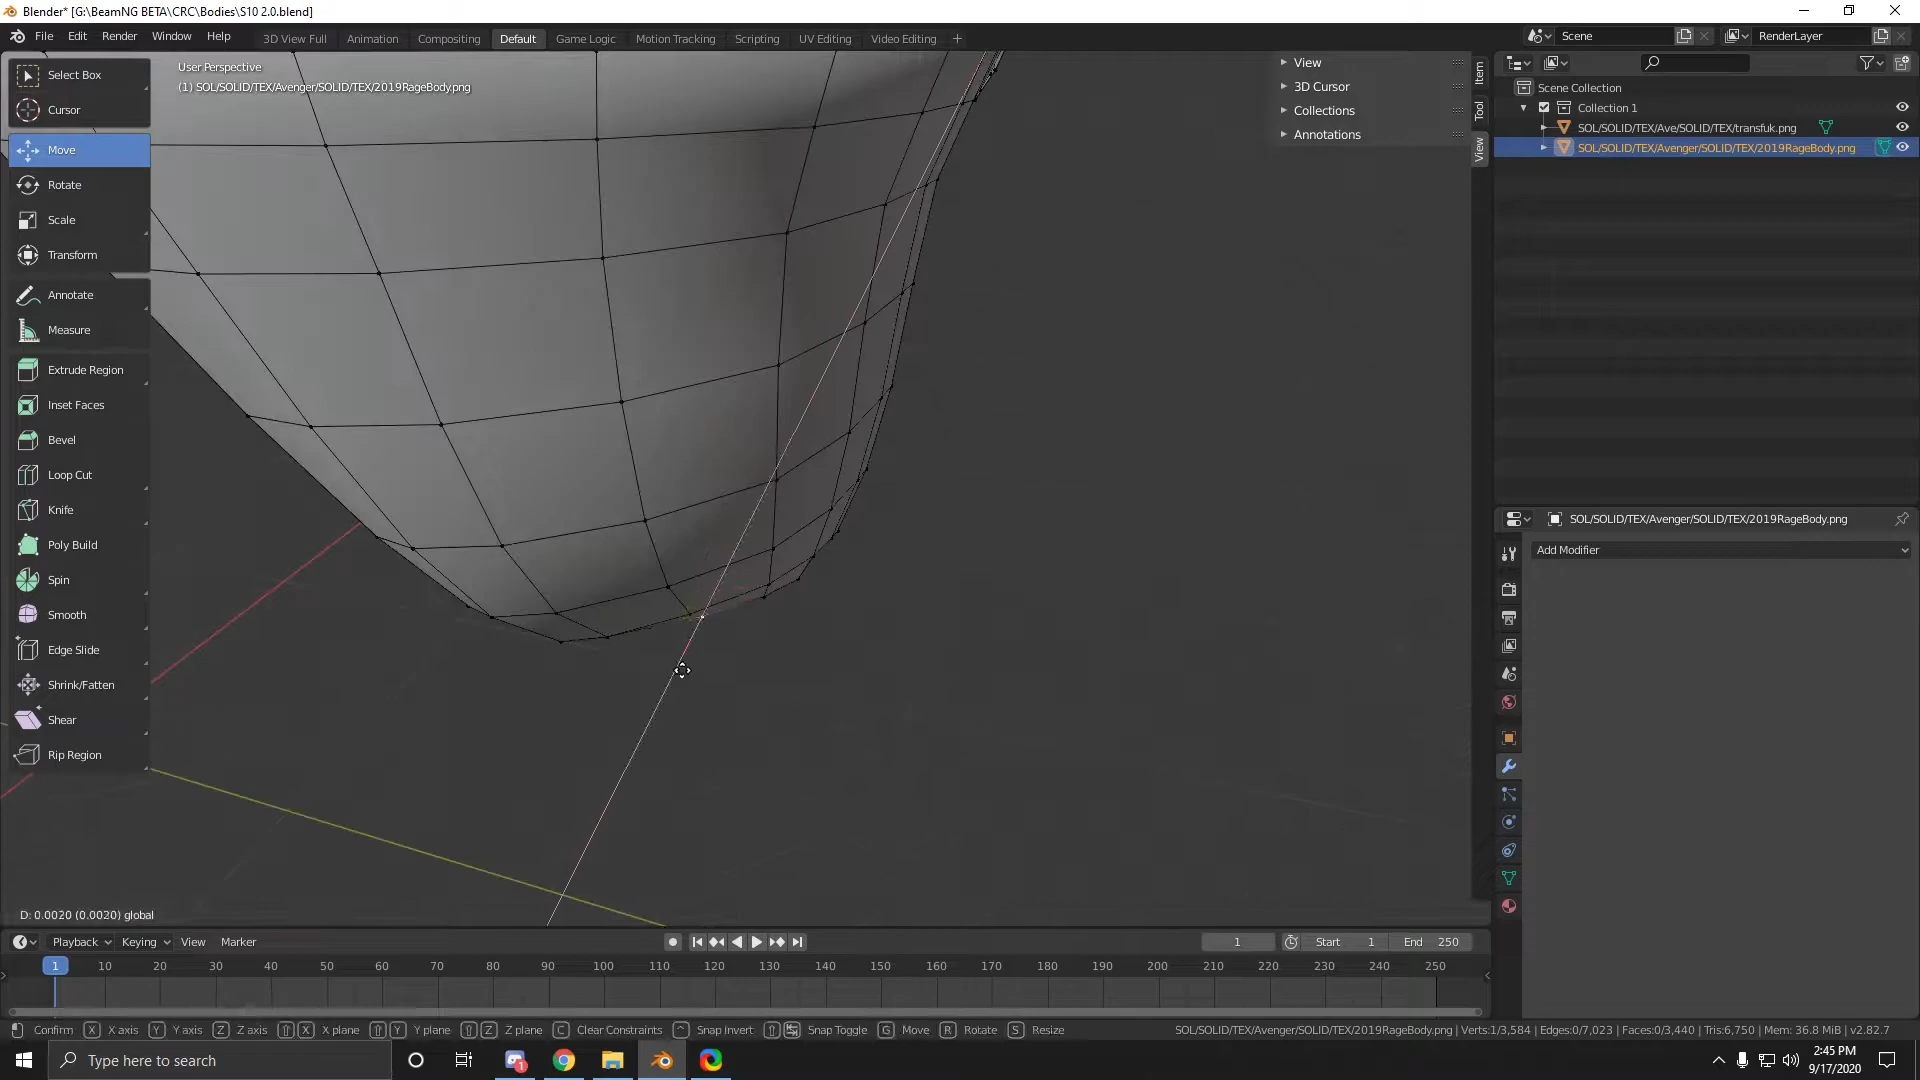 Blender* [G:\BeamNG BETA\CRC\Bodies\S10 2.0.blend]
File Edit Render Window Help 3D View Full Animation Compositing Default Game Logic Motion Tracking Scripting UV Editing Video Editing + Scene RenderLayer
Select Box
Cursor
Move
Rotate
Scale
Transform
Annotate
Measure
Extrude Region
Inset Faces
Bevel
Loop Cut
Knife
Poly Build
Spin
Smooth
Edge Slide
Shrink/Fatten
Shear
Rip Region
User Perspective
(1) SOL/SOLID/TEX/Avenger/SOLID/TEX/2019RageBody.png
View
3D Cursor
Collections
Annotations
Item
Tool
View
Scene Collection
Collection 1
SOL/SOLID/TEX/Ave/SOLID/TEX/transfuk.png
SOL/SOLID/TEX/Avenger/SOLID/TEX/2019RageBody.png
SOL/SOLID/TEX/Avenger/SOLID/TEX/2019RageBody.png
Add Modifier
D: 0.0020 (0.0020) global
Playback Keying View Marker 1 Start 1 End 250
1 10 20 30 40 50 60 70 80 90 100 110 120 130 140 150 160 170 180 190 200 210 220 230 240 250
Confirm X X axis Y Y axis Z Z axis X X plane Y Y plane Z Z plane C Clear Constraints ^ Snap Invert Snap Toggle G Move R Rotate S Resize SOL/SOLID/TEX/Avenger/SOLID/TEX/2019RageBody.png | Verts:1/3,584 | Edges:0/7,023 | Faces:0/3,440 | Tris:6,750 | Mem: 36.8 MiB | v2.82.7
Type here to search
1
2:45 PM
9/17/2020